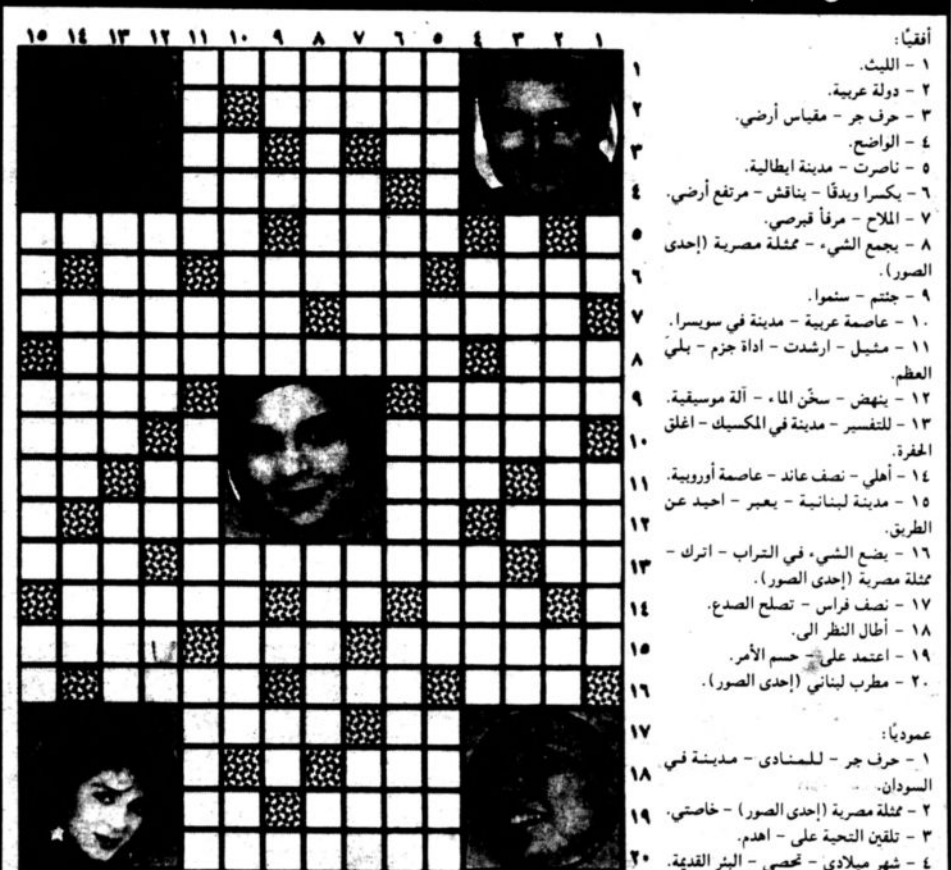 ١٥ ١٤ ١٣ ١٢ ١١ ١٠ ٩ ٨ ٧ ٦ ٥ ٤ ٣ ٢ ١
١
٢
٣
٤
٥
٦
٧
٨
٩
١٠
١١
١٢
١٣
١٤
١٥
١٦
١٧
١٨
١٩
٢٠
أفقيًا:
١ - الليث.
٢ - دولة عربية.
٣ - حرف جر - مقياس أرضي.
٤ - الواضح.
٥ - ناصرت - مدينة ايطالية.
٦ - يكسرا ويدقّا - يناقش - مرتفع أرضي.
٧ - الملاح - مرفأ قبرصي.
٨ - يجمع الشيء - ممثلة مصرية (إحدى
الصور).
٩ - جئتم - سئموا.
١٠ - عاصمة عربية - مدينة في سويسرا.
١١ - مثيل - ارشدت - اداة جزم - بليَ
العظم.
١٢ - ينهض - سخّن الماء - آلة موسيقية.
١٣ - للتفسير - مدينة في المكسيك - اغلق
الحفرة.
١٤ - أهلي - نصف عاند - عاصمة أوروبية.
١٥ - مدينة لبنانية - يعبر - احيد عن
الطريق.
١٦ - يضع الشيء في التراب - اترك -
ممثلة مصرية (إحدى الصور).
١٧ - نصف فراس - تصلح الصدع.
١٨ - أطال النظر الى.
١٩ - اعتمد على - حسم الأمر.
٢٠ - مطرب لبناني (إحدى الصور).
عموديًا:
١ - حرف جر - للمنادى - مدينة في
السودان.
٢ - ممثلة مصرية (إحدى الصور) - خاصتي.
٣ - تلقين التحية على - اهدم.
٤ - شهر ميلادي - تحصي - البئر القديمة.